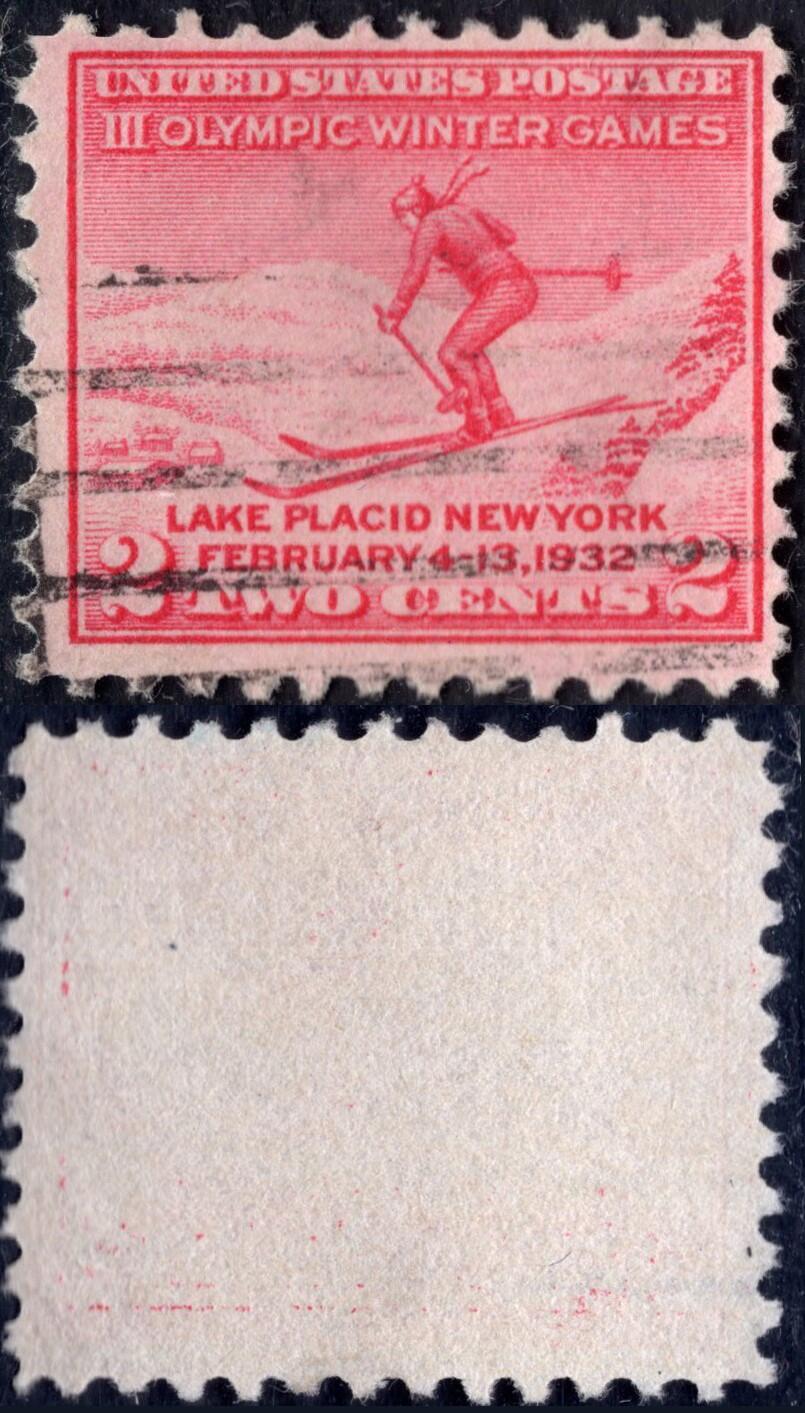 UNITED STATES POSTAGE
III OLYMPIC WINTER GAMES
LAKE PLACID NEW YORK
2 FEBRUARY 4-13, 1932 2
TWO CENTS